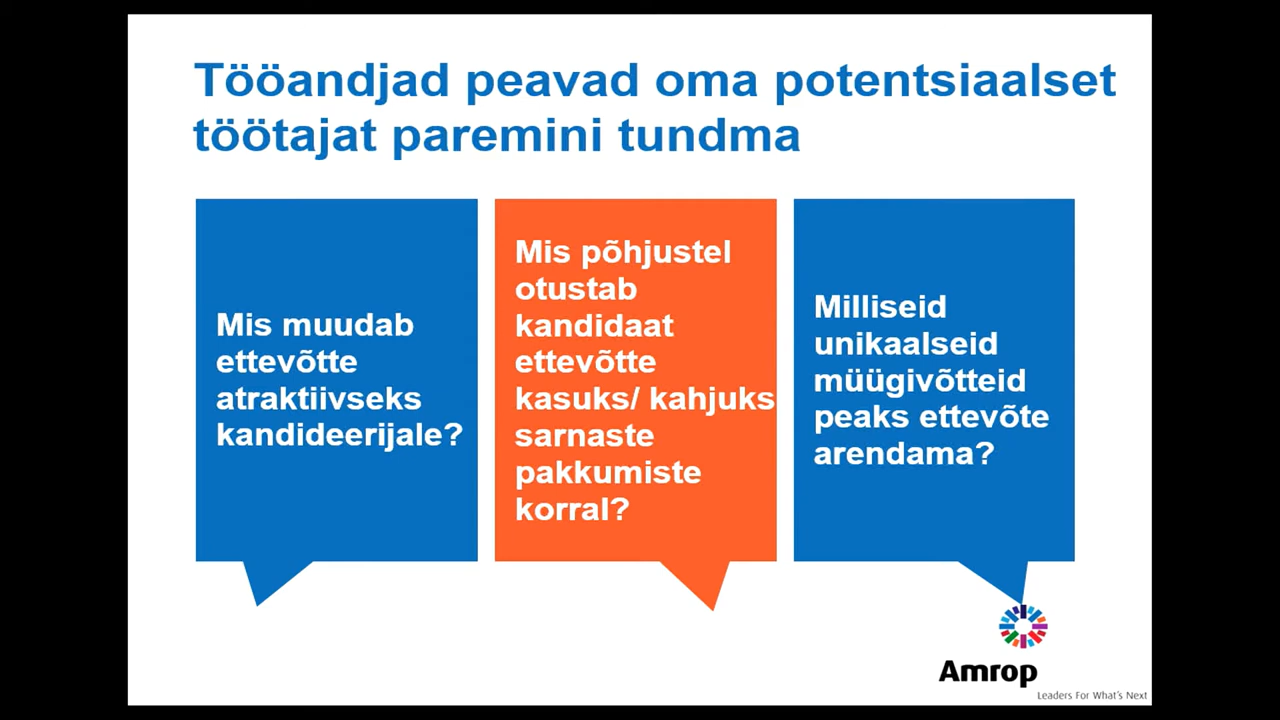 Tööandjad peavad oma potentsiaalset
töötajat paremini tundma
Mis muudab
ettevõtte
atraktiivseks
kandideerijale?
Mis põhjustel
otustab
kandidaat
ettevõtte
kasuks/ kahjuks
sarnaste
pakkumiste
korral?
Milliseid
unikaalseid
müügivõtteid
peaks ettevõte
arendama?
Amrop
Leaders For What's Next